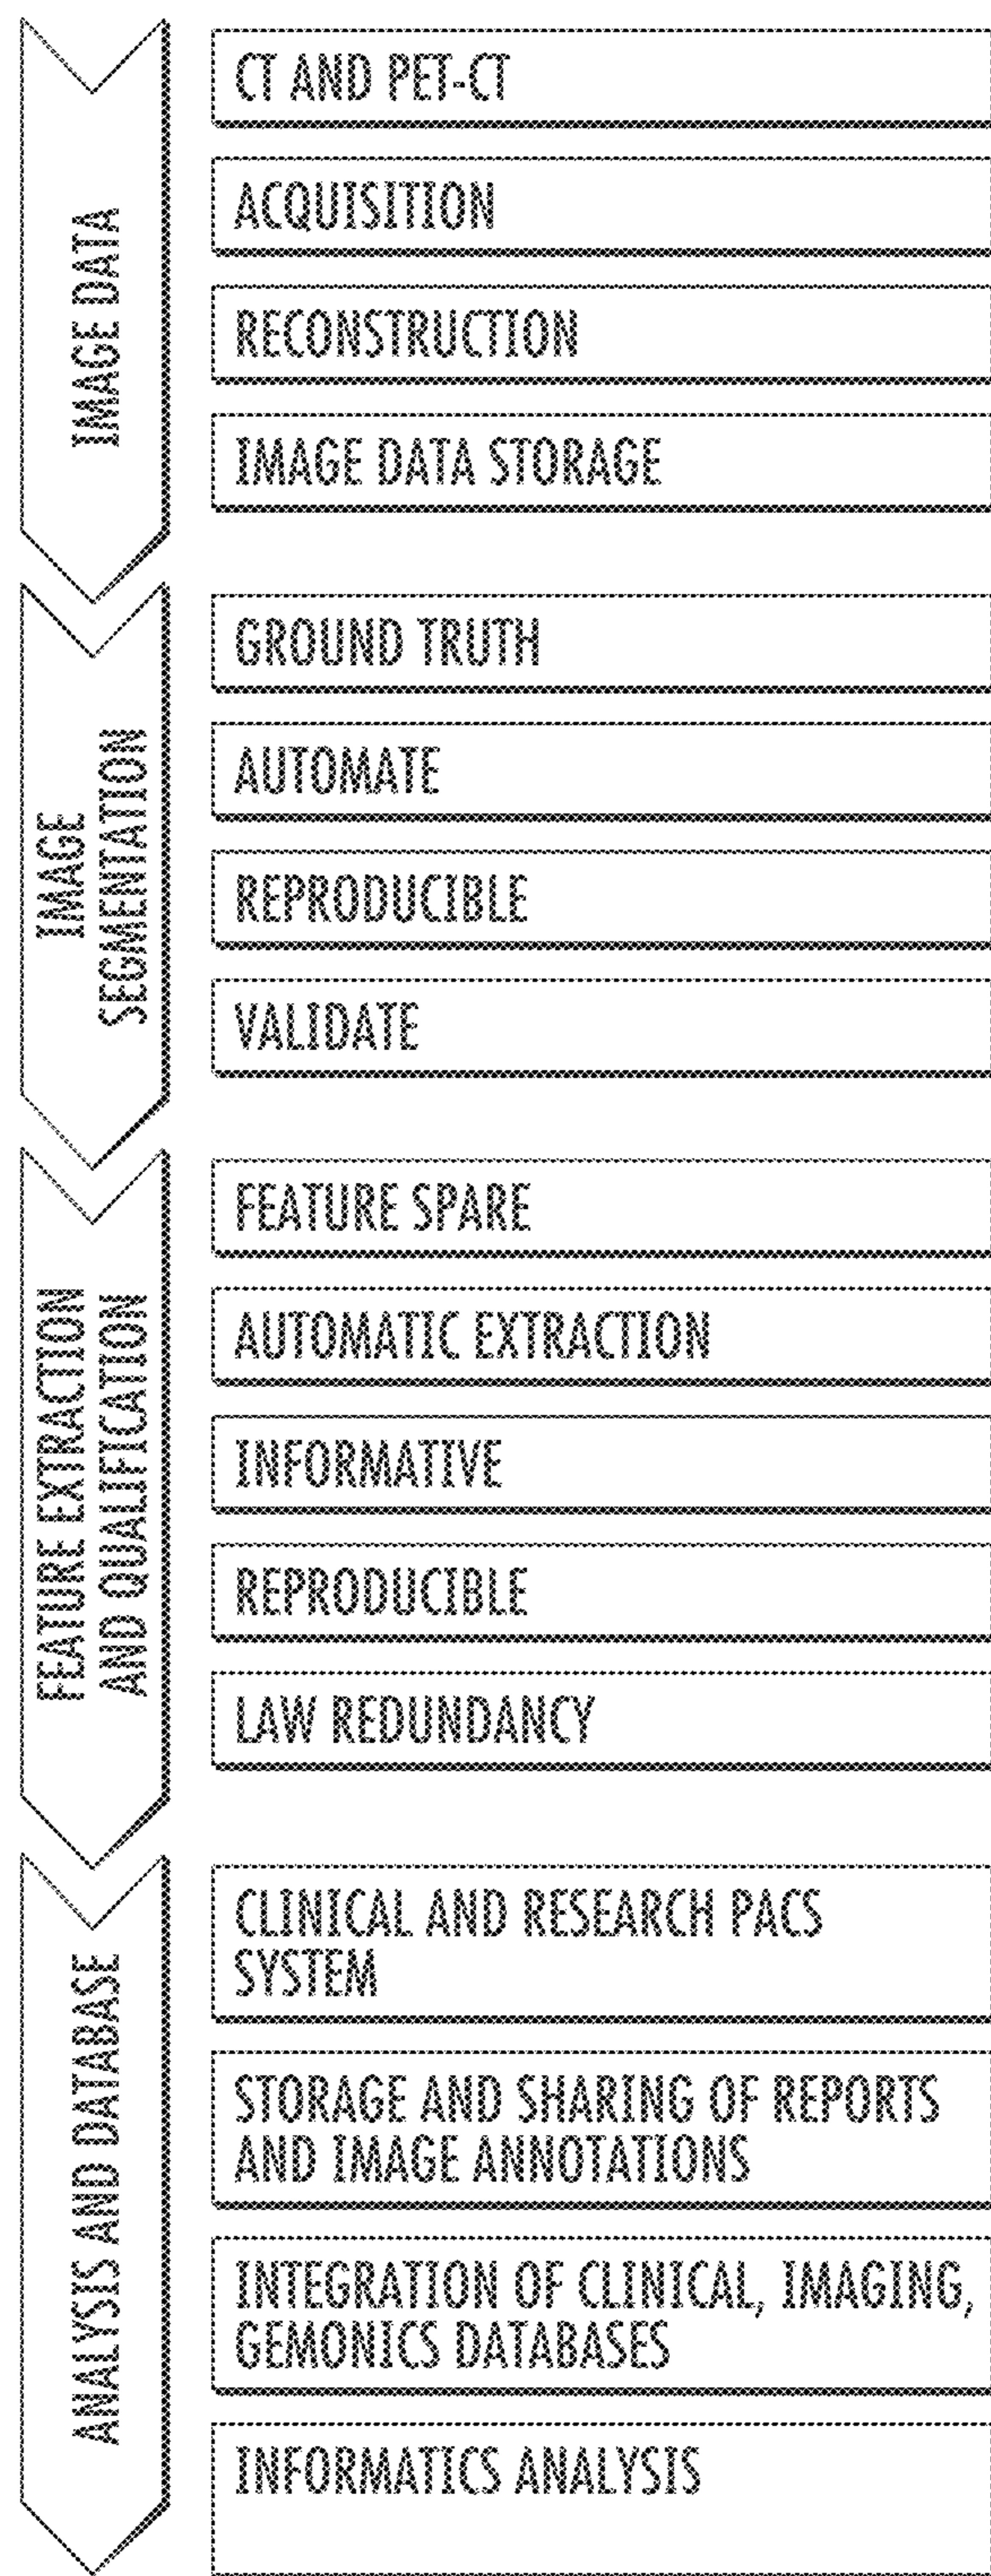 IMAGE DATA
CT AND PET-CT
ACQUISITION
RECONSTRUCTION
IMAGE DATA STORAGE
IMAGE
SEGMENTATION
GROUND TRUTH
AUTOMATE
REPRODUCIBLE
VALIDATE
FEATURE EXTRACTION
AND QUALIFICATION
FEATURE SPARE
AUTOMATIC EXTRACTION
INFORMATIVE
REPRODUCIBLE
LAW REDUNDANCY
ANALYSIS AND DATABASE
CLINICAL AND RESEARCH PACS
SYSTEM
STORAGE AND SHARING OF REPORTS
AND IMAGE ANNOTATIONS
INTEGRATION OF CLINICAL, IMAGING,
GEMONICS DATABASES
INFORMATICS ANALYSIS